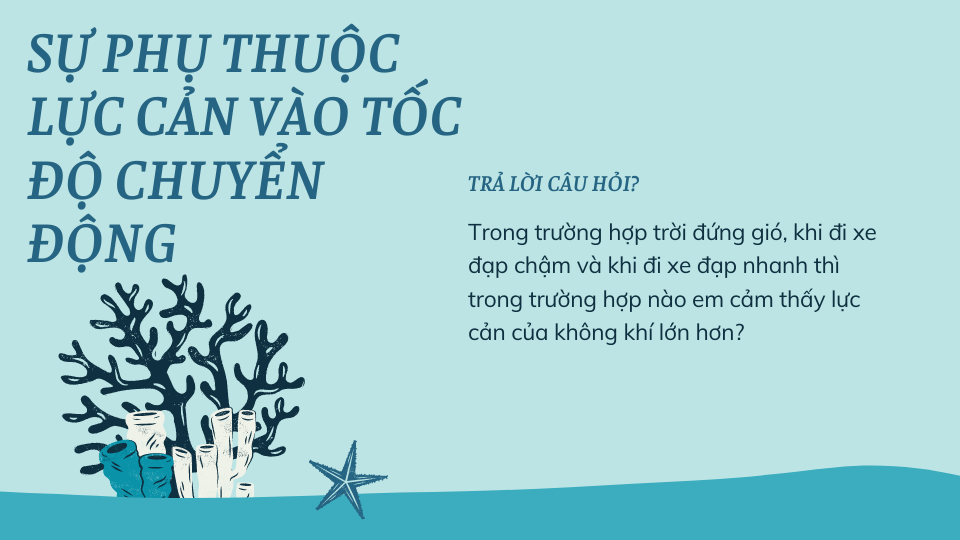 SỰ PHỤ THUỘC
LỰC CẢN VÀO TỐC
ĐỘ CHUYỂN
ĐỘNG
TRẢ LỜI CÂU HỎI?
Trong trường hợp trời đứng gió, khi đi xe
đạp chậm và khi đi xe đạp nhanh thì
trong trường hợp nào em cảm thấy lực
cản của không khí lớn hơn?